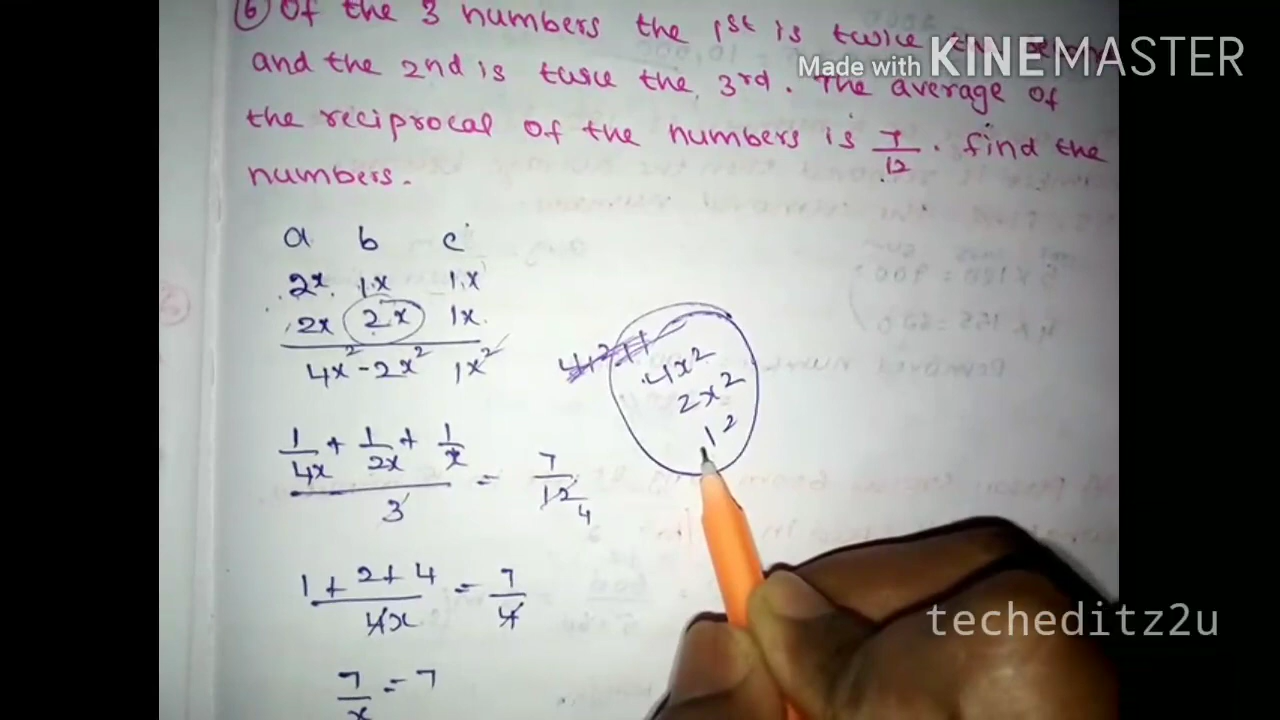 ⑥ Of the 3 numbers the 1st is twice the
and the 2nd is twice the 3rd. The average of
the reciprocal of the numbers is 7/12. find the
numbers.
Made with KINEMASTER
a b c
2x 1x 1x
2x 2x 1x
4x² - 2x² 1x²
4x²
2x²
1²
1/4x + 1/2x + 1/x
3
= 7/12
4
1 + 2 + 4 / 4x = 7/4
7/x = 7
techeditz2u